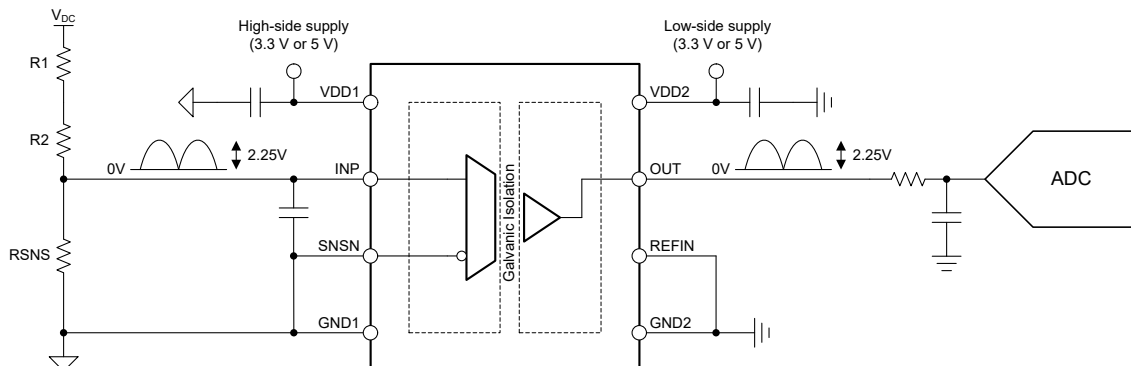 VDC
R1
R2
RSNS
High-side supply
(3.3 V or 5 V)
Low-side supply
(3.3 V or 5 V)
VDD1
VDD2
0V
2.25V
INP
OUT
0V
2.25V
ADC
SNSN
Galvanic Isolation
REFIN
GND1
GND2